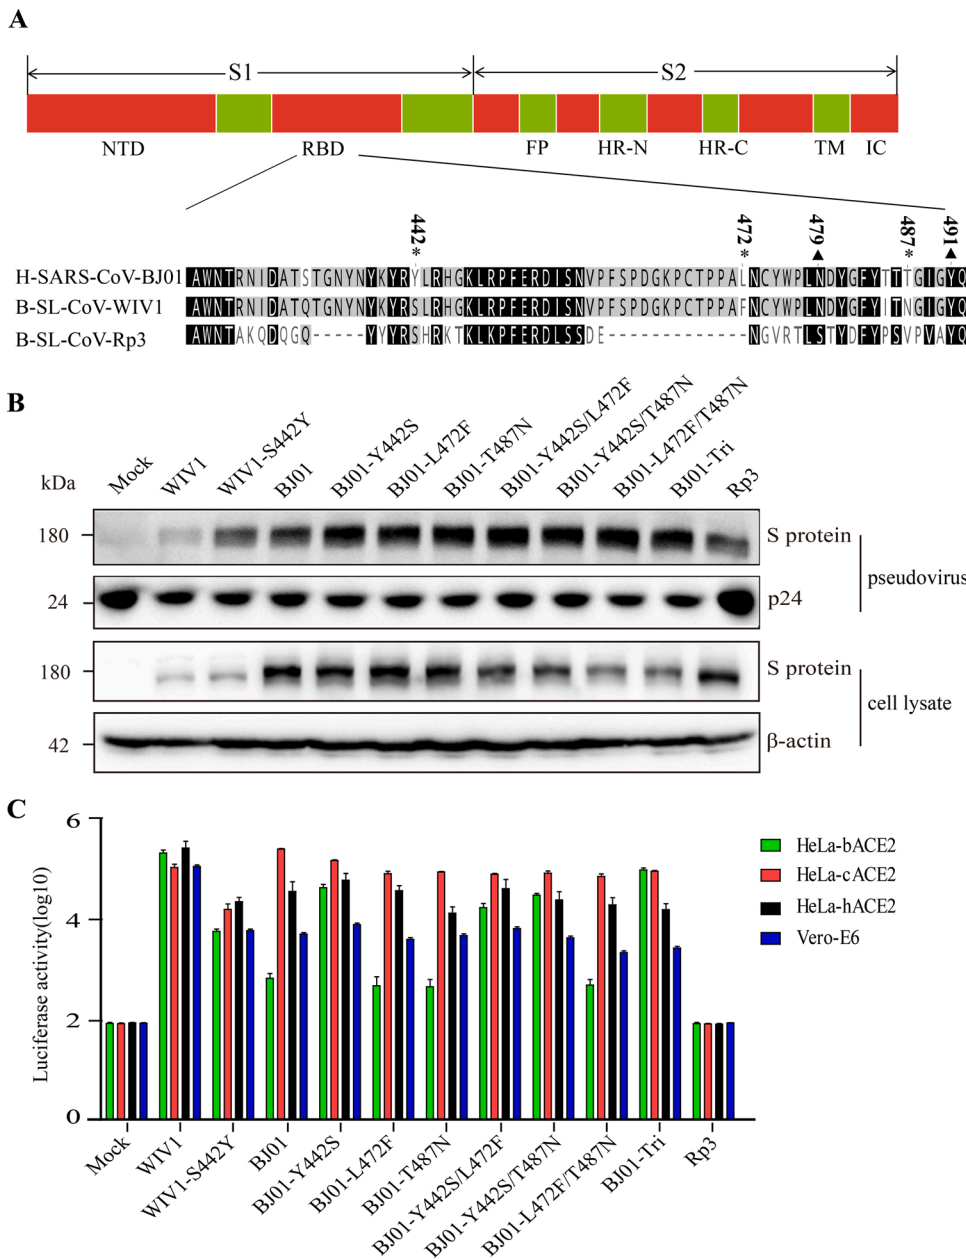 A
S1 S2
NTD RBD FP HR-N HR-C TM IC
442 472 479 487 491
* * ▲ * ▲
H-SARS-CoV-BJ01 AWNTRNIDATSTGNYNYKYRYLRHGKLRPFERDISNVPFSPDGKPCTPPALNCYWPLNDYGFYTTTGIGYQ
B-SL-CoV-WIV1 AWNTRNIDATQTGNYNYKYRSLRHGKLRPFERDISNVPFSPDGKPCTPPAFNCYWPLNDYGFYITNGIGYQ
B-SL-CoV-Rp3 AWNTAKQDQGQ-----YYYRSHRKTKLKPFERDLSSDE------------NGVRTLSTYDFYPSVPVAYQ
B
kDa Mock WIV1 WIV1-S442Y BJ01 BJ01-Y442S BJ01-L472F BJ01-T487N BJ01-Y442S/L472F BJ01-Y442S/T487N BJ01-L472F/T487N BJ01-Tri Rp3
180 S protein
pseudovirus
24 p24
180 S protein
cell lysate
42 β-actin
C
Luciferase activity(log10)
6
4
2
0
HeLa-bACE2
HeLa-cACE2
HeLa-hACE2
Vero-E6
Mock WIV1 WIV1-S442Y BJ01 BJ01-Y442S BJ01-L472F BJ01-T487N BJ01-Y442S/L472F BJ01-Y442S/T487N BJ01-L472F/T487N BJ01-Tri Rp3